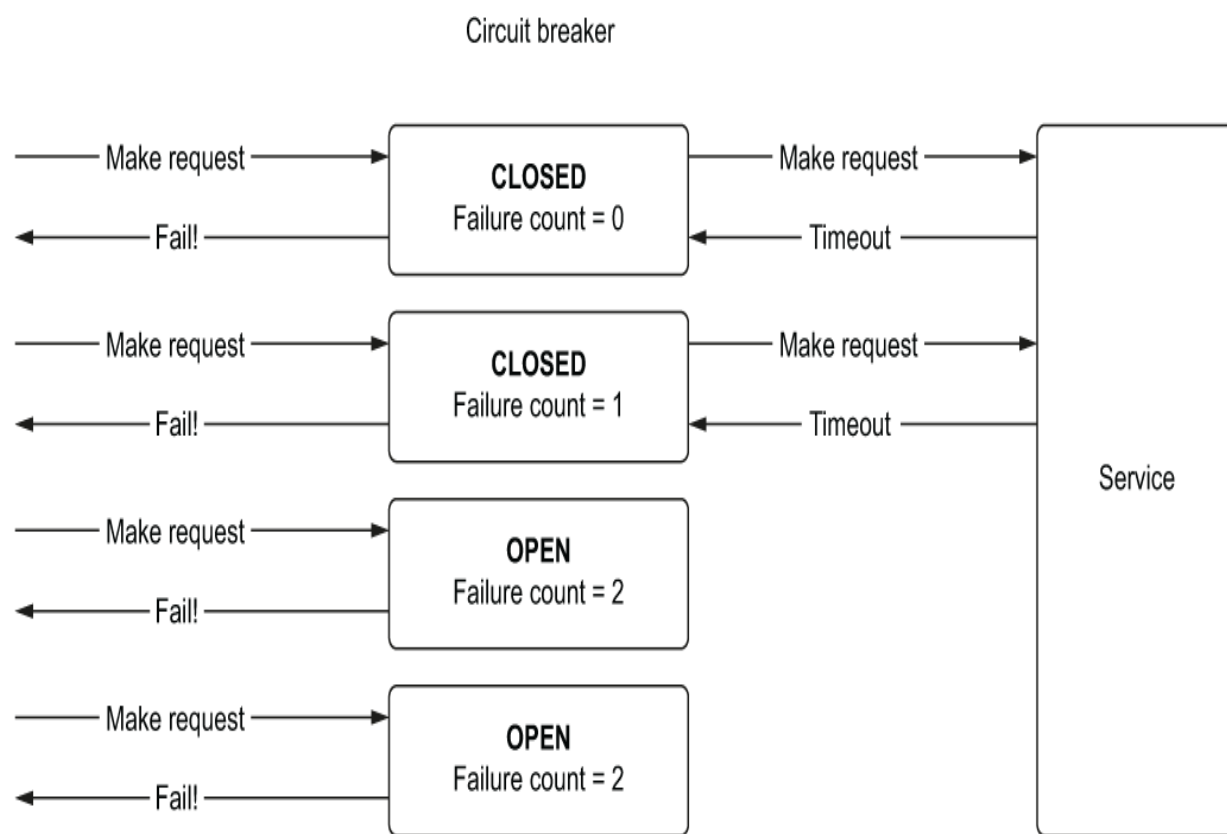 Circuit breaker
Make request
CLOSED
Failure count = 0
Make request
Fail!
Timeout
Make request
CLOSED
Failure count = 1
Make request
Fail!
Timeout
Service
Make request
OPEN
Failure count = 2
Fail!
Make request
OPEN
Failure count = 2
Fail!